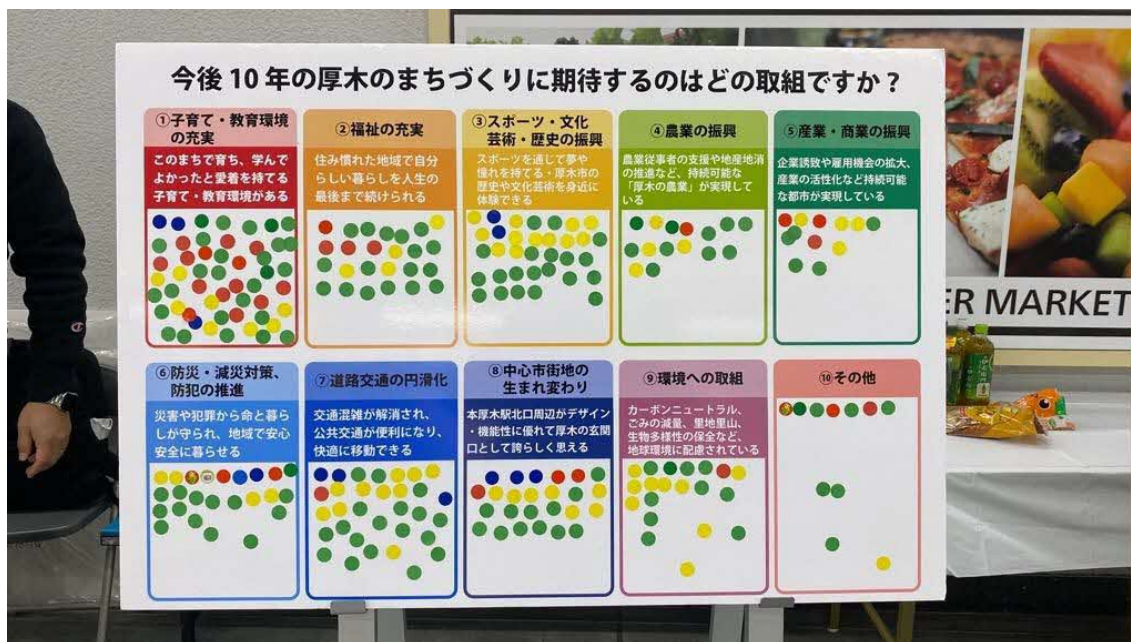 今後10年の厚木のまちづくりに期待するのはどの取組ですか？
①子育て・教育環境
の充実
このまちで育ち、学んで
よかったと愛着を持てる
子育て・教育環境がある
②福祉の充実
住み慣れた地域で自分
らしい暮らしを人生の
最後まで続けられる
③スポーツ・文化
芸術・歴史の振興
スポーツを通じて夢や
憧れを持てる・厚木市の
歴史や文化芸術を身近に
体験できる
④農業の振興
農業従事者の支援や地産地消
の推進など、持続可能な
「厚木の農業」が実現して
いる
⑤産業・商業の振興
企業誘致や雇用機会の拡大、
産業の活性化など持続可能
な都市が実現している
⑥防災・減災対策、
防犯の推進
災害や犯罪から命と暮ら
しが守られ、地域で安心
安全に暮らせる
⑦道路交通の円滑化
交通混雑が解消され、
公共交通が便利になり、
快適に移動できる
⑧中心市街地の
生まれ変わり
本厚木駅北口周辺がデザイン
・機能性に優れて厚木の玄関
口として誇らしく思える
⑨環境への取組
カーボンニュートラル、
ごみの減量、里地里山、
生物多様性の保全など、
地球環境に配慮されている
⑩その他
ER MARKET